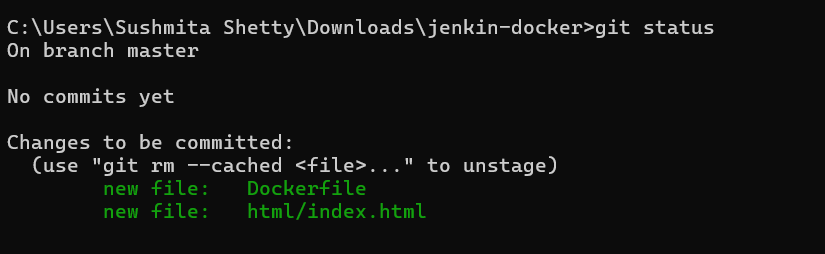 C:\Users\Sushmita Shetty\Downloads\jenkin-docker>git status
On branch master
No commits yet
Changes to be committed:
  (use "git rm --cached <file>..." to unstage)
        new file:   Dockerfile
        new file:   html/index.html